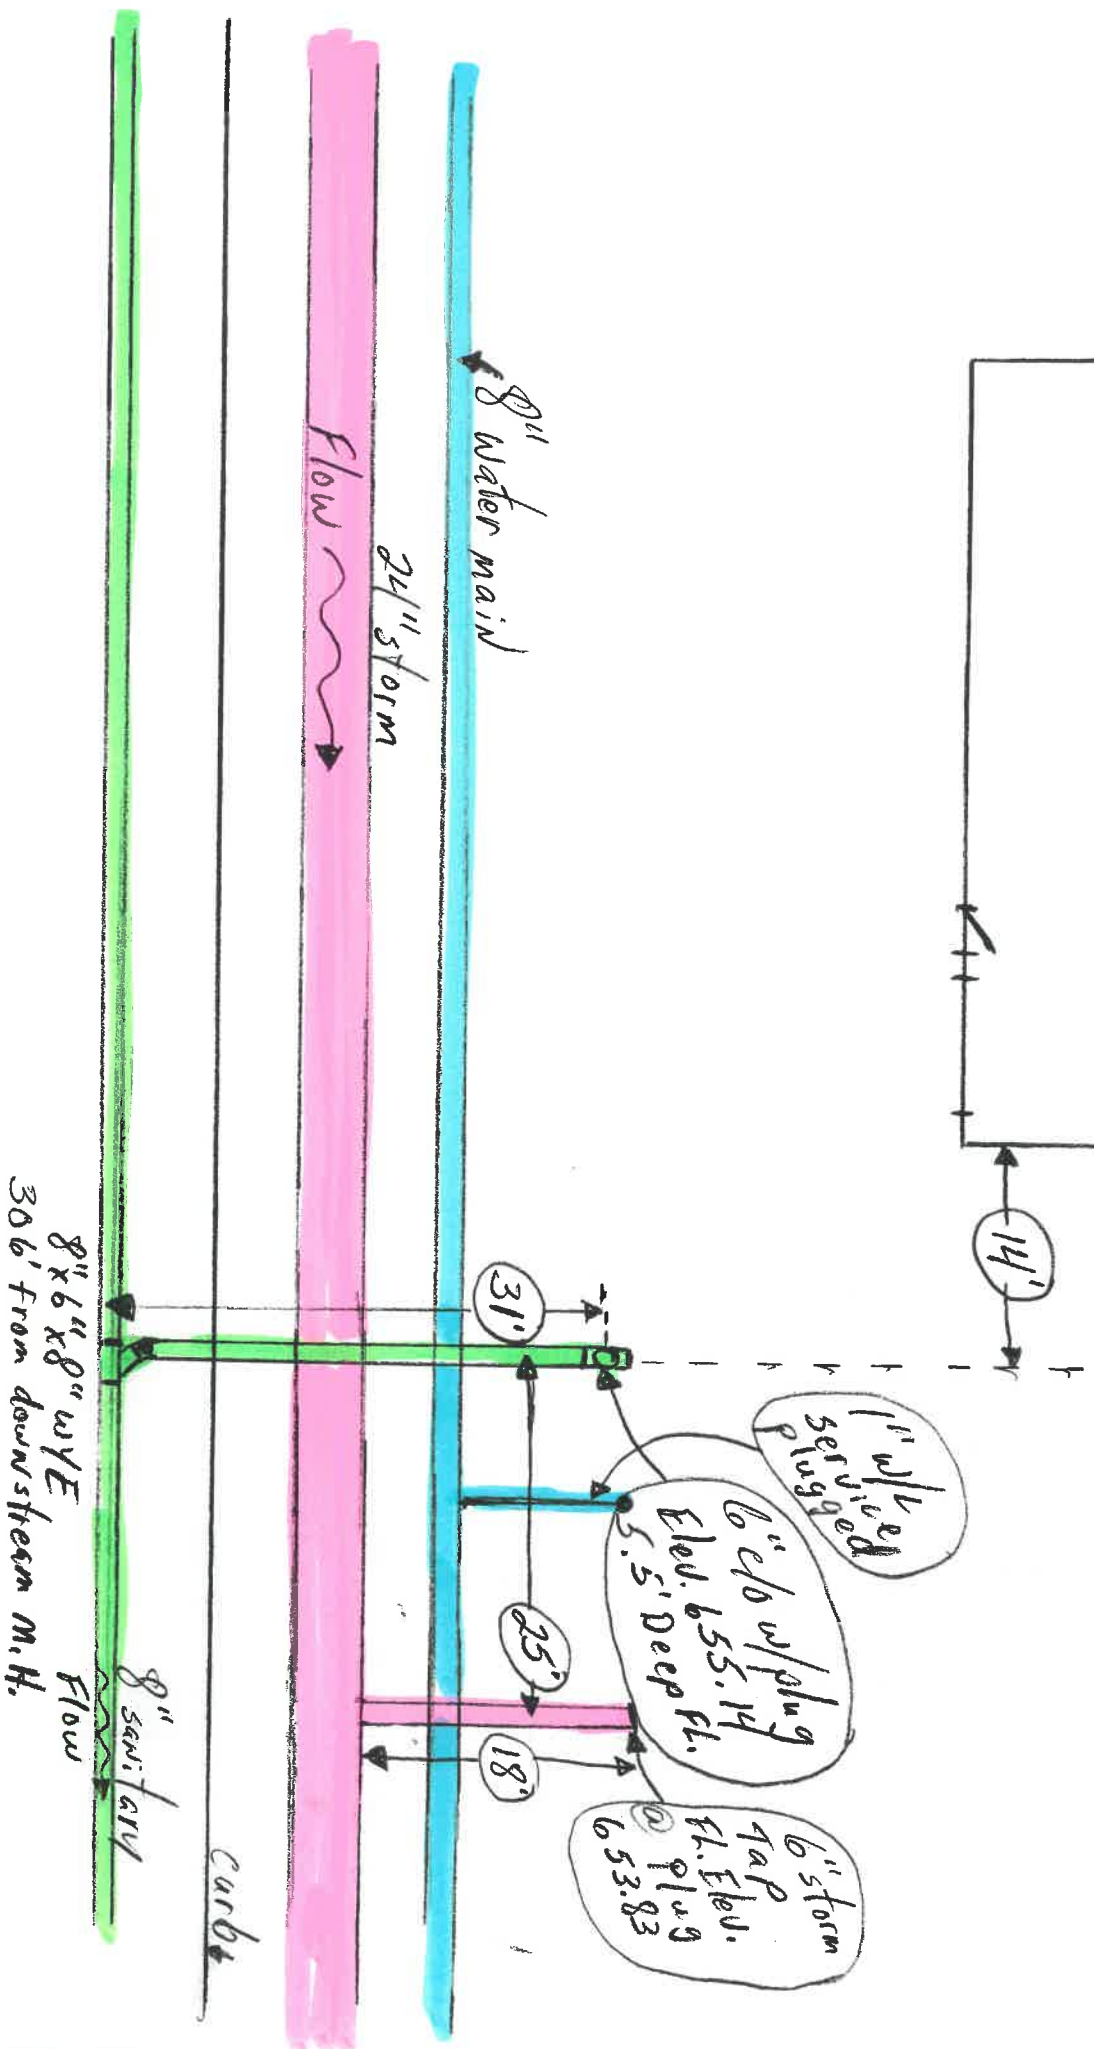 14'
1" w/v
service
plugged
6" c/o w/plug
Elev. 655.14
5.5' Deep FL.
6" storm
Tap
FL. Elev.
@ plug
653.83
8" Water main
31'
25'
18'
24" storm
Flow
Curb
8" sanitary
Flow
8" x 6" x 8" WYE
306' from downstream M.H.